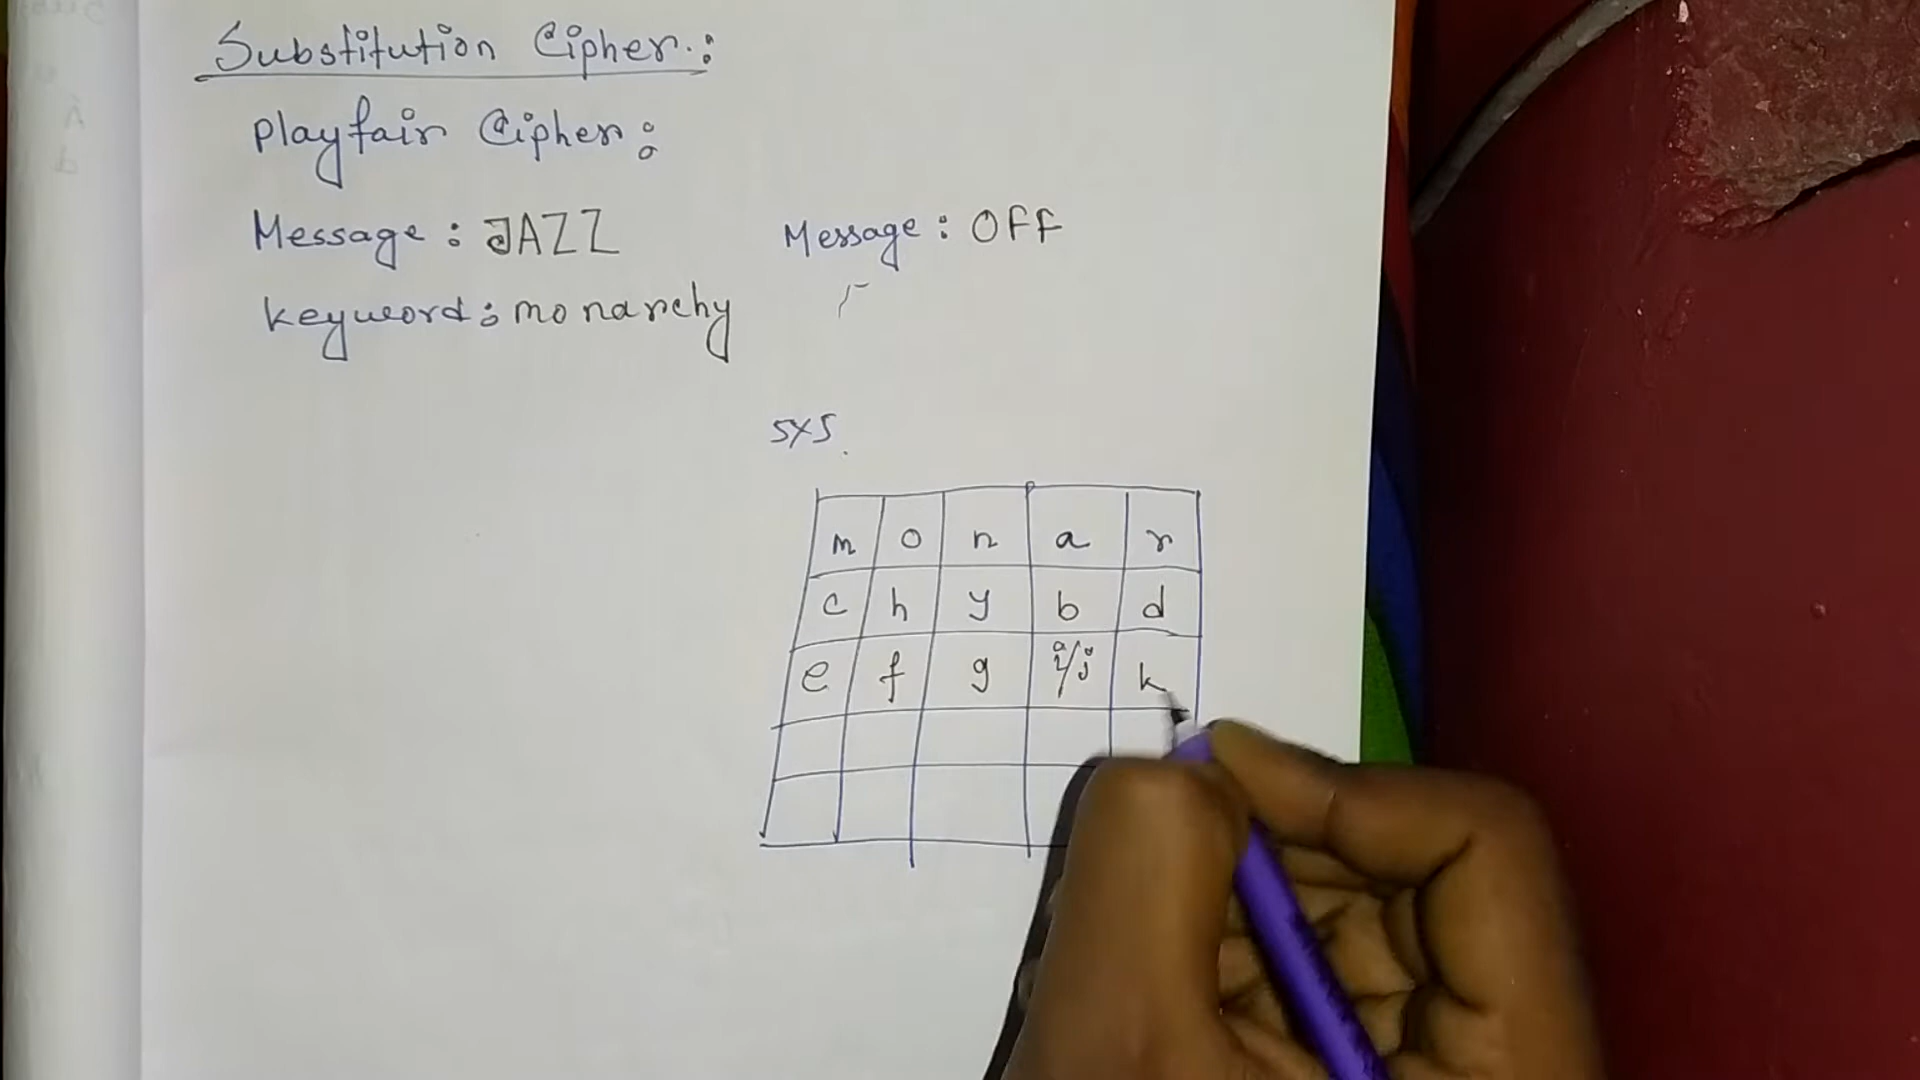 Substitution Cipher:
Playfair Cipher:
Message: JAZZ
Message: OFF
keyword: monarchy
5x5
m o n a r
c h y b d
e f g i/j k